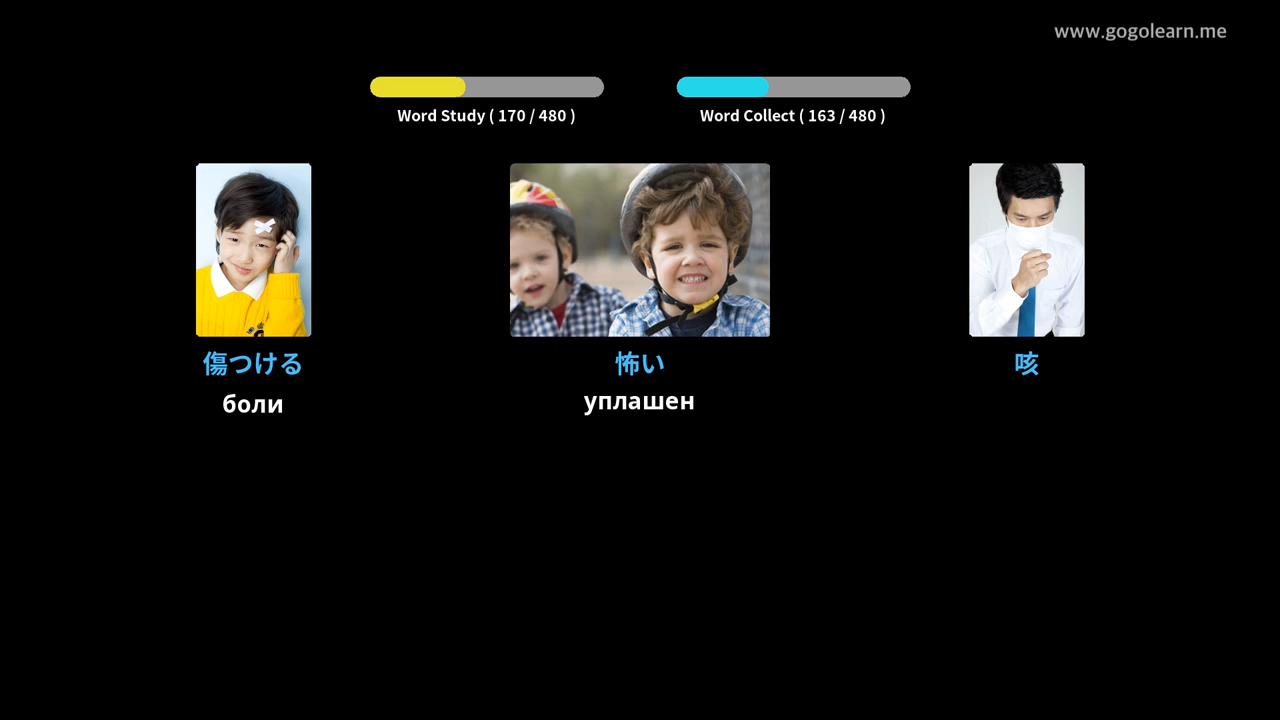 www.gogolearn.me
Word Study ( 170 / 480 )
Word Collect ( 163 / 480 )
傷つける
怖い
咳
боли
уплашен